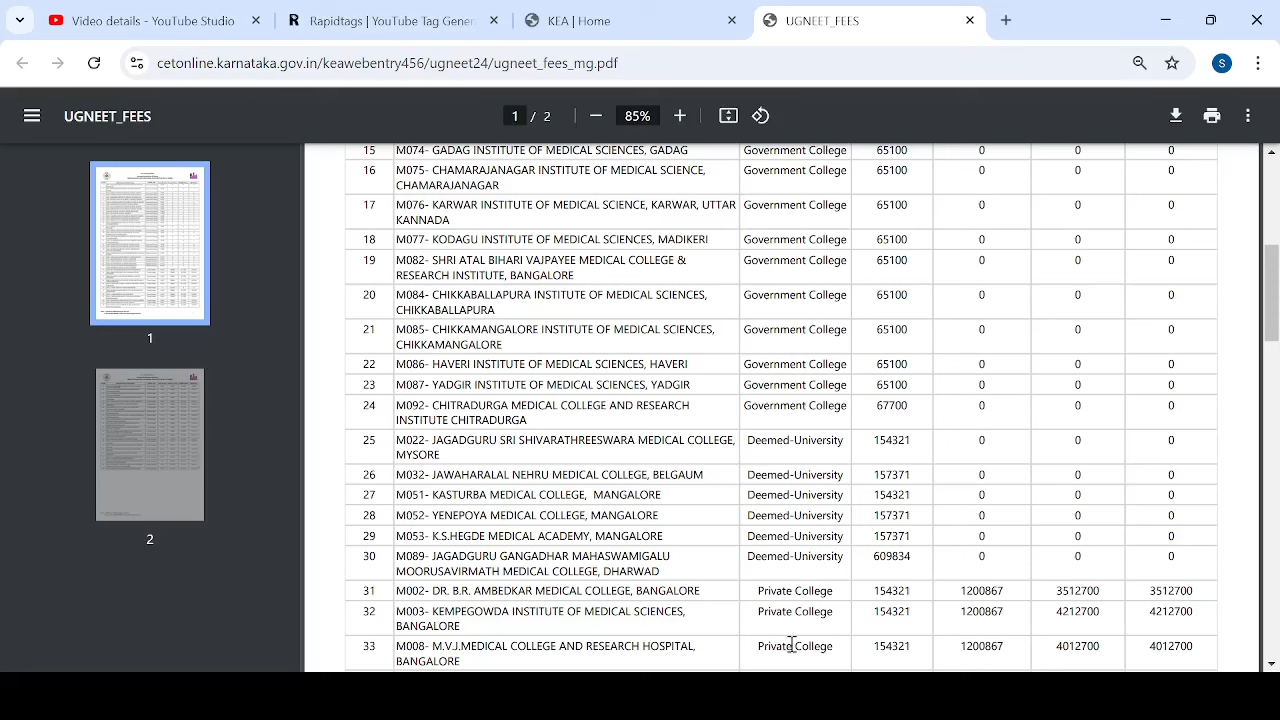 Video details - YouTube Studio
Rapidtags | YouTube Tag Gener
KEA | Home
UGNEET_FEES
cetonline.karnataka.gov.in/keawebentry456/ugneet24/ugneet_fees_mg.pdf
S
UGNEET_FEES
1 / 2
85%
1
2
15 M074- GADAG INSTITUTE OF MEDICAL SCIENCES, GADAG Government College 65100 0 0 0
16 M075- CHAMARAJANAGAR INSTITUTE OF MEDICAL SCIENCE, Government College 65100 0 0 0
CHAMARAJANAGAR
17 M076- KARWAR INSTITUTE OF MEDICAL SCIENCE, KARWAR, UTTAR Government College 65100 0 0 0
KANNADA
18 M077- KODAGU INSTITUTE OF MEDICAL SCIENCES, MADIKERI Government College 65100 0 0 0
19 M082- SHRI ATAL BIHARI VAJPAYEE MEDICAL COLLEGE & Government College 65100 0 0 0
RESEARCH INSTITUTE, BANGALORE
20 M084- CHIKKABALLAPURA INSTITUTE OF MEDICAL SCIENCES, Government College 65100 0 0 0
CHIKKABALLAPURA
21 M085- CHIKKAMANGALORE INSTITUTE OF MEDICAL SCIENCES, Government College 65100 0 0 0
CHIKKAMANGALORE
22 M086- HAVERI INSTITUTE OF MEDICAL SCIENCES, HAVERI Government College 65100 0 0 0
23 M087- YADGIR INSTITUTE OF MEDICAL SCIENCES, YADGIR Government College 65100 0 0 0
24 M092- CHITRADURGA MEDICAL COLLEGE AND RESEARCH Government College 67700 0 0 0
INSTITUTE CHITRADURGA
25 M022- JAGADGURU SRI SHIVARATHREESHWRA MEDICAL COLLEGE, Deemed-University 154321 0 0 0
MYSORE
26 M032- JAWAHARALAL NEHRU MEDICAL COLLEGE, BELGAUM Deemed-University 157371 0 0 0
27 M051- KASTURBA MEDICAL COLLEGE, MANGALORE Deemed-University 154321 0 0 0
28 M052- YENEPOYA MEDICAL COLLEGE, MANGALORE Deemed-University 157371 0 0 0
29 M053- K.S.HEGDE MEDICAL ACADEMY, MANGALORE Deemed-University 157371 0 0 0
30 M089- JAGADGURU GANGADHAR MAHASWAMIGALU Deemed-University 609834 0 0 0
MOORUSAVIRMATH MEDICAL COLLEGE, DHARWAD
31 M002- DR. B.R. AMBEDKAR MEDICAL COLLEGE, BANGALORE Private College 154321 1200867 3512700 3512700
32 M003- KEMPEGOWDA INSTITUTE OF MEDICAL SCIENCES, Private College 154321 1200867 4212700 4212700
BANGALORE
33 M008- M.V.J.MEDICAL COLLEGE AND RESEARCH HOSPITAL, Private College 154321 1200867 4012700 4012700
BANGALORE